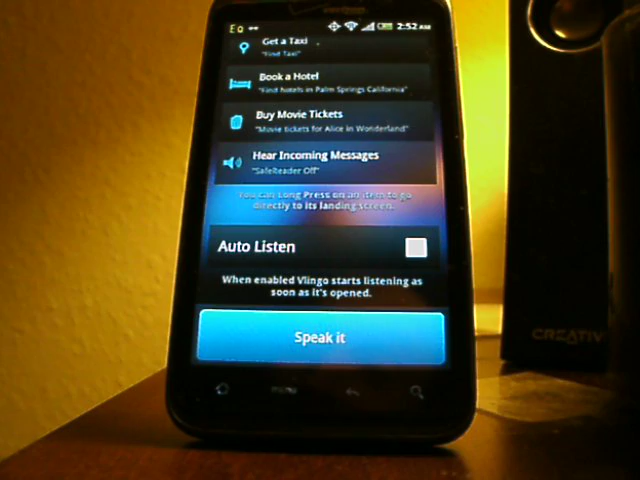 verizon
2:52 AM
Get a Taxi
"Find Taxi"
Book a Hotel
"Find hotels in Palm Springs California"
Buy Movie Tickets
"Movie tickets for Alice in Wonderland"
Hear Incoming Messages
"SafeReader Off"
You can Long Press on an item to go
directly to its landing screen.
Auto Listen
When enabled Vlingo starts listening as
soon as it's opened.
Speak it
menu
CREATIV